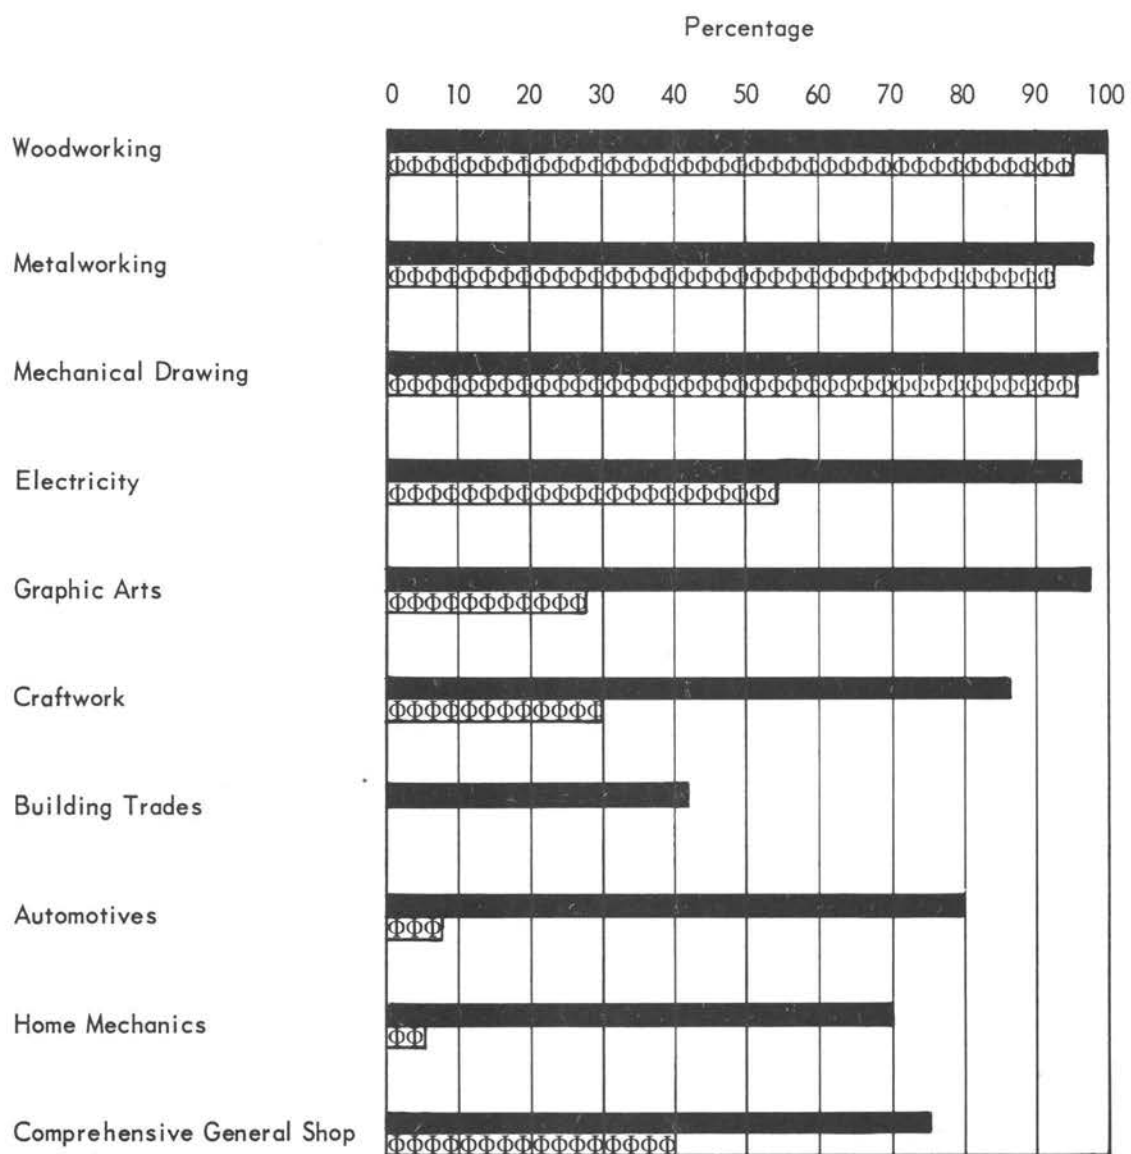 Percentage
0 10 20 30 40 50 60 70 80 90 100
Woodworking
Metalworking
Mechanical Drawing
Electricity
Graphic Arts
Craftwork
Building Trades
Automotives
Home Mechanics
Comprehensive General Shop